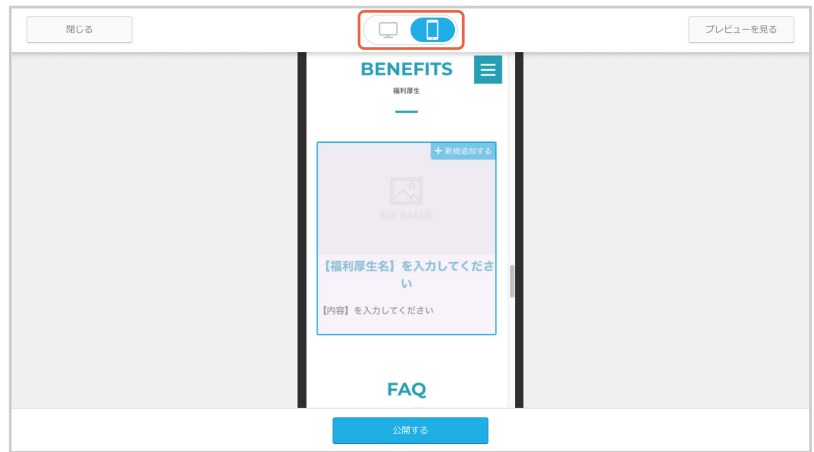 閉じる
プレビューを見る
BENEFITS
福利厚生
+ 新規追加する
NO IMAGE
【福利厚生名】を入力してくださ
い
【内容】を入力してください
FAQ
公開する